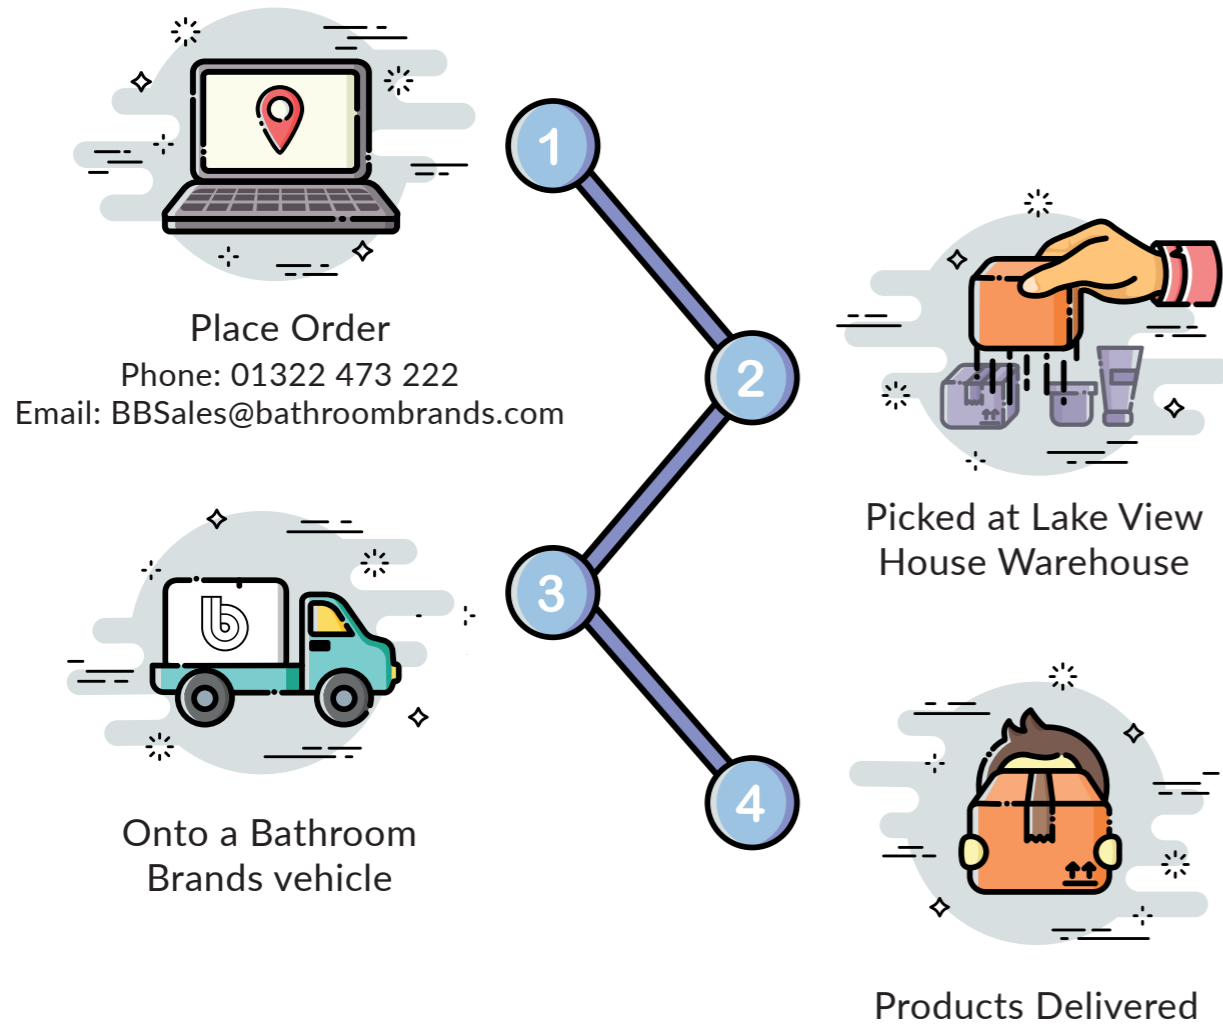 1
Place Order
Phone: 01322 473 222
Email: BBSales@bathroombrands.com
2
Picked at Lake View
House Warehouse
3
b
Onto a Bathroom
Brands vehicle
4
Products Delivered